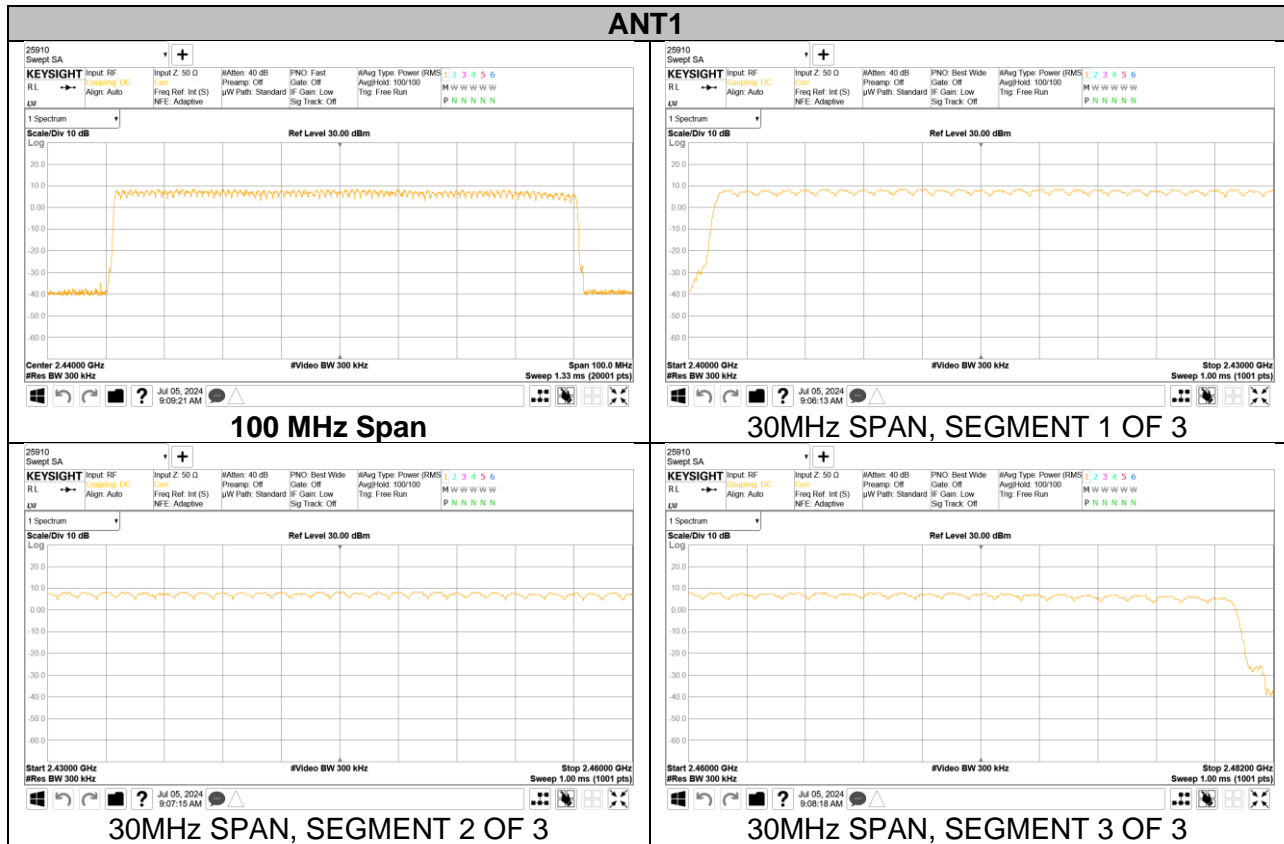 ANT1
25910
Swept SA
KEYSIGHT
RL
Input: RF
Coupling: DC
Align: Auto
Input Z: 50 Ω
Corr
Freq Ref: Int (S)
NFE: Adaptive
#Atten: 40 dB
Preamp: Off
µW Path: Standard
PNO: Fast
Gate: Off
IF Gain: Low
Sig Track: Off
#Avg Type: Power (RMS
Avg|Hold: 100/100
Trig: Free Run
1 2 3 4 5 6
M W W W W W
P N N N N N
1 Spectrum
Scale/Div 10 dB
Ref Level 30.00 dBm
Log
20.0
10.0
0.00
-10.0
-20.0
-30.0
-40.0
-50.0
-60.0
Center 2.44000 GHz
#Video BW 300 kHz
Span 100.0 MHz
#Res BW 300 kHz
Sweep 1.33 ms (20001 pts)
Jul 05, 2024
9:09:21 AM
100 MHz Span
25910
Swept SA
KEYSIGHT
RL
Input: RF
Coupling: DC
Align: Auto
Input Z: 50 Ω
Corr
Freq Ref: Int (S)
NFE: Adaptive
#Atten: 40 dB
Preamp: Off
µW Path: Standard
PNO: Best Wide
Gate: Off
IF Gain: Low
Sig Track: Off
#Avg Type: Power (RMS
Avg|Hold: 100/100
Trig: Free Run
1 2 3 4 5 6
M W W W W W
P N N N N N
1 Spectrum
Scale/Div 10 dB
Ref Level 30.00 dBm
Log
20.0
10.0
0.00
-10.0
-20.0
-30.0
-40.0
-50.0
-60.0
Start 2.40000 GHz
#Video BW 300 kHz
Stop 2.43000 GHz
#Res BW 300 kHz
Sweep 1.00 ms (1001 pts)
Jul 05, 2024
9:06:13 AM
30MHz SPAN, SEGMENT 1 OF 3
25910
Swept SA
KEYSIGHT
RL
Input: RF
Coupling: DC
Align: Auto
Input Z: 50 Ω
Corr
Freq Ref: Int (S)
NFE: Adaptive
#Atten: 40 dB
Preamp: Off
µW Path: Standard
PNO: Best Wide
Gate: Off
IF Gain: Low
Sig Track: Off
#Avg Type: Power (RMS
Avg|Hold: 100/100
Trig: Free Run
1 2 3 4 5 6
M W W W W W
P N N N N N
1 Spectrum
Scale/Div 10 dB
Ref Level 30.00 dBm
Log
20.0
10.0
0.00
-10.0
-20.0
-30.0
-40.0
-50.0
-60.0
Start 2.43000 GHz
#Video BW 300 kHz
Stop 2.46000 GHz
#Res BW 300 kHz
Sweep 1.00 ms (1001 pts)
Jul 05, 2024
9:07:15 AM
30MHz SPAN, SEGMENT 2 OF 3
25910
Swept SA
KEYSIGHT
RL
Input: RF
Coupling: DC
Align: Auto
Input Z: 50 Ω
Corr
Freq Ref: Int (S)
NFE: Adaptive
#Atten: 40 dB
Preamp: Off
µW Path: Standard
PNO: Best Wide
Gate: Off
IF Gain: Low
Sig Track: Off
#Avg Type: Power (RMS
Avg|Hold: 100/100
Trig: Free Run
1 2 3 4 5 6
M W W W W W
P N N N N N
1 Spectrum
Scale/Div 10 dB
Ref Level 30.00 dBm
Log
20.0
10.0
0.00
-10.0
-20.0
-30.0
-40.0
-50.0
-60.0
Start 2.46000 GHz
#Video BW 300 kHz
Stop 2.48200 GHz
#Res BW 300 kHz
Sweep 1.00 ms (1001 pts)
Jul 05, 2024
9:08:18 AM
30MHz SPAN, SEGMENT 3 OF 3